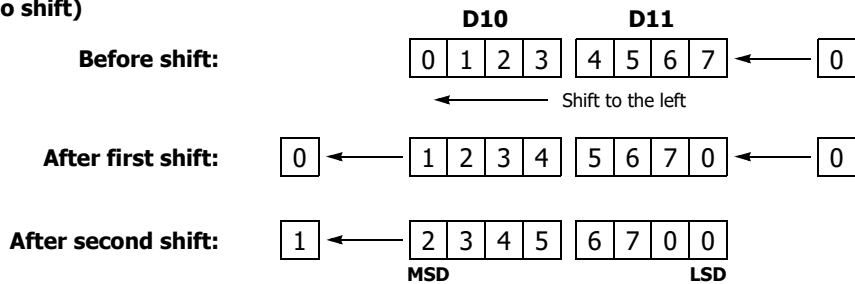 o shift)
D10 D11
Before shift: 0 1 2 3 4 5 6 7 0
Shift to the left
After first shift: 0 1 2 3 4 5 6 7 0 0
After second shift: 1 2 3 4 5 6 7 0 0
MSD LSD